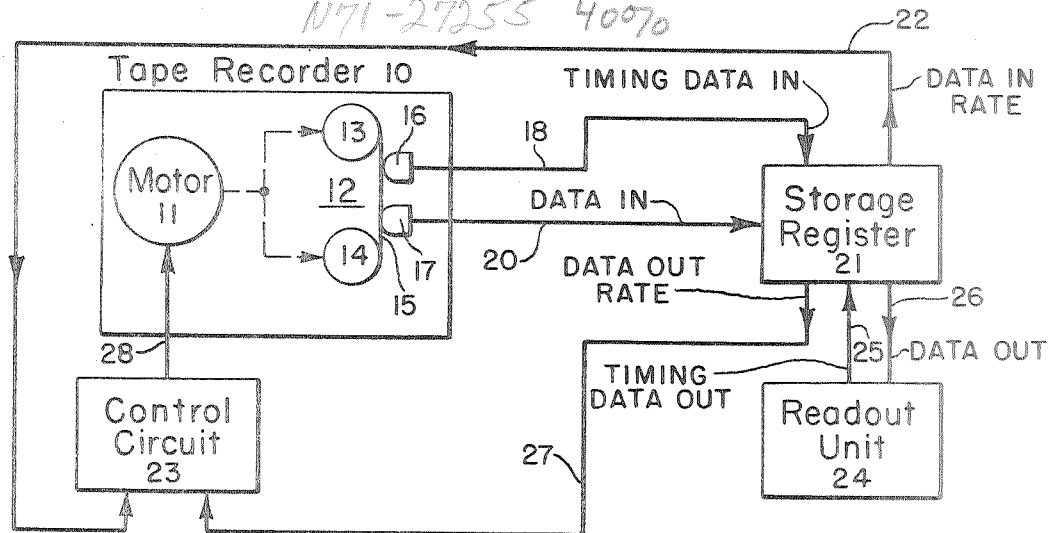 N71-27255 40%
22
Tape Recorder 10
TIMING DATA IN
DATA IN
RATE
16
18
13
Motor
11
12
DATA IN
Storage
Register
21
14
17
15
20
DATA OUT
RATE
26
28
25
DATA OUT
TIMING
DATA OUT
Control
Circuit
23
27
Readout
Unit
24